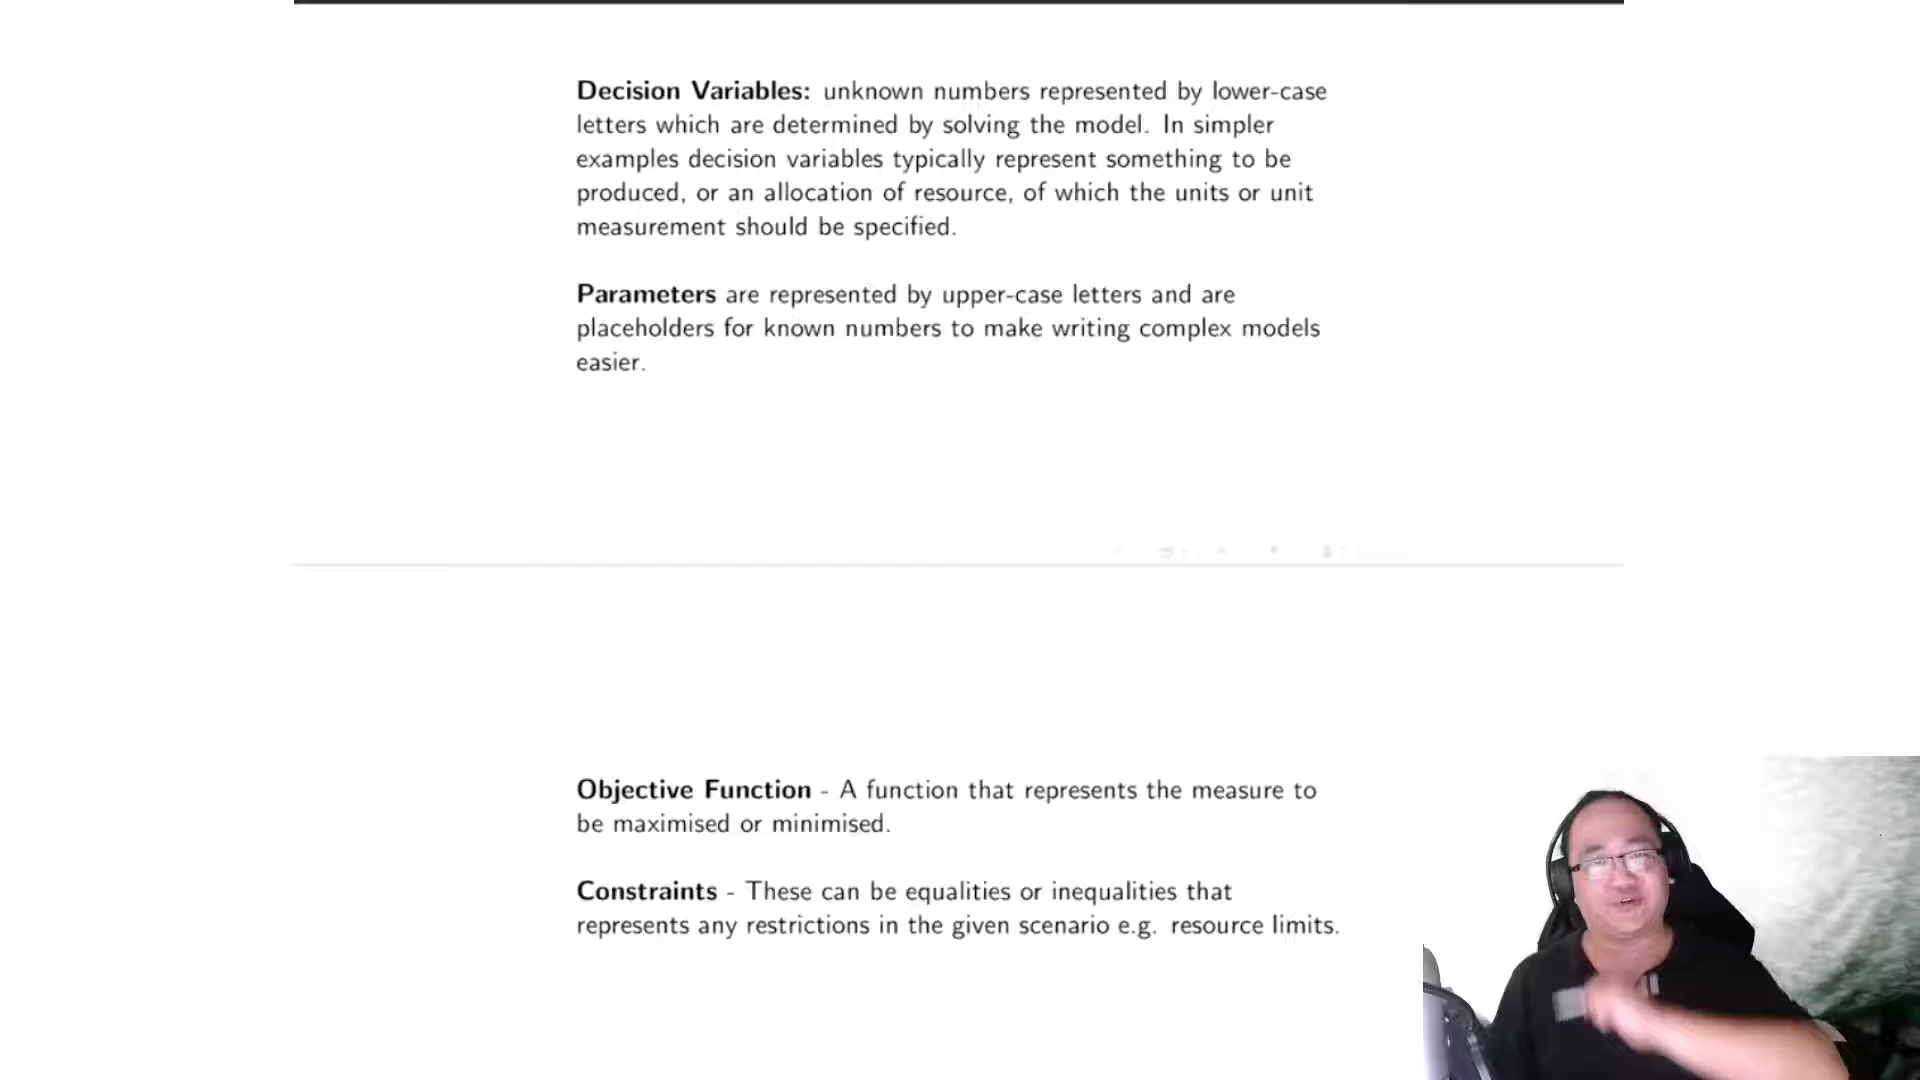 Decision Variables: unknown numbers represented by lower-case
letters which are determined by solving the model. In simpler
examples decision variables typically represent something to be
produced, or an allocation of resource, of which the units or unit
measurement should be specified.
Parameters are represented by upper-case letters and are
placeholders for known numbers to make writing complex models
easier.
Objective Function - A function that represents the measure to
be maximised or minimised.
Constraints - These can be equalities or inequalities that
represents any restrictions in the given scenario e.g. resource limits.